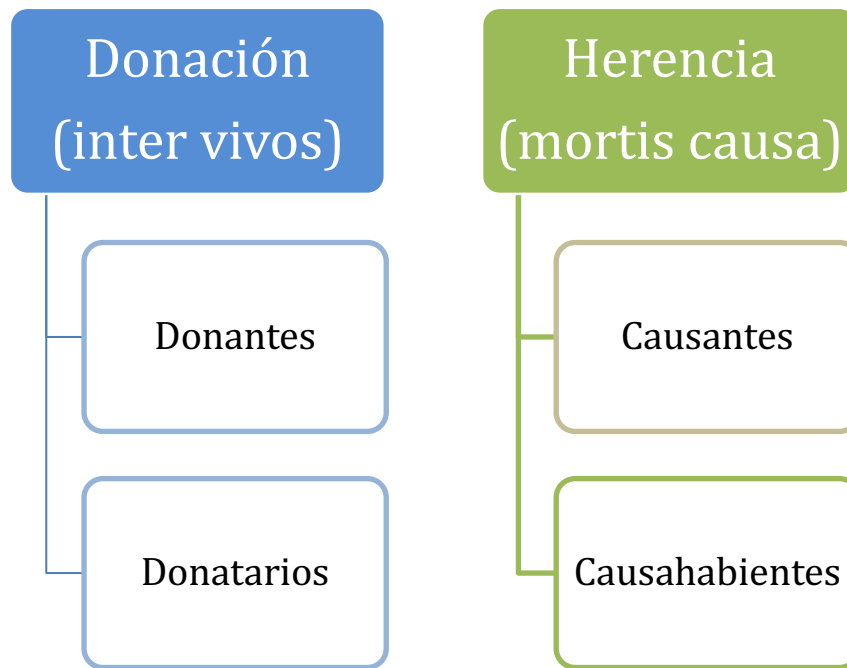 Donación
(inter vivos)
Donantes
Donatarios
Herencia
(mortis causa)
Causantes
Causahabientes